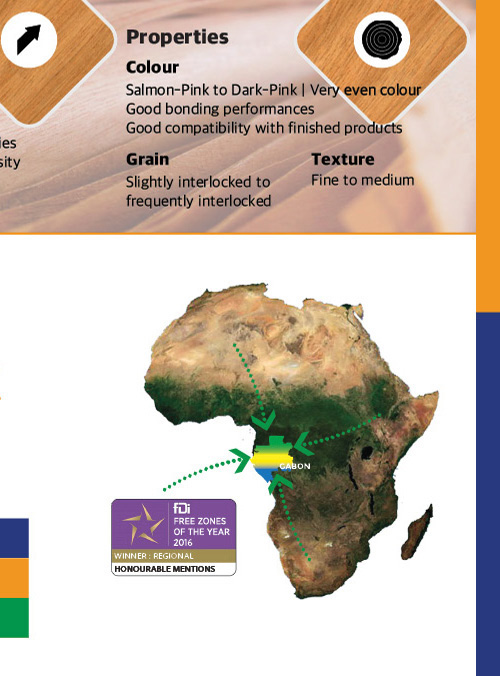 Properties
Colour
Salmon-Pink to Dark-Pink | Very even colour
Good bonding performances
Good compatibility with finished products
ies
sity
Grain
Slightly interlocked to
frequently interlocked
Texture
Fine to medium
GABON
fDi
FREE ZONES
OF THE YEAR
2016
WINNER : REGIONAL
HONOURABLE MENTIONS